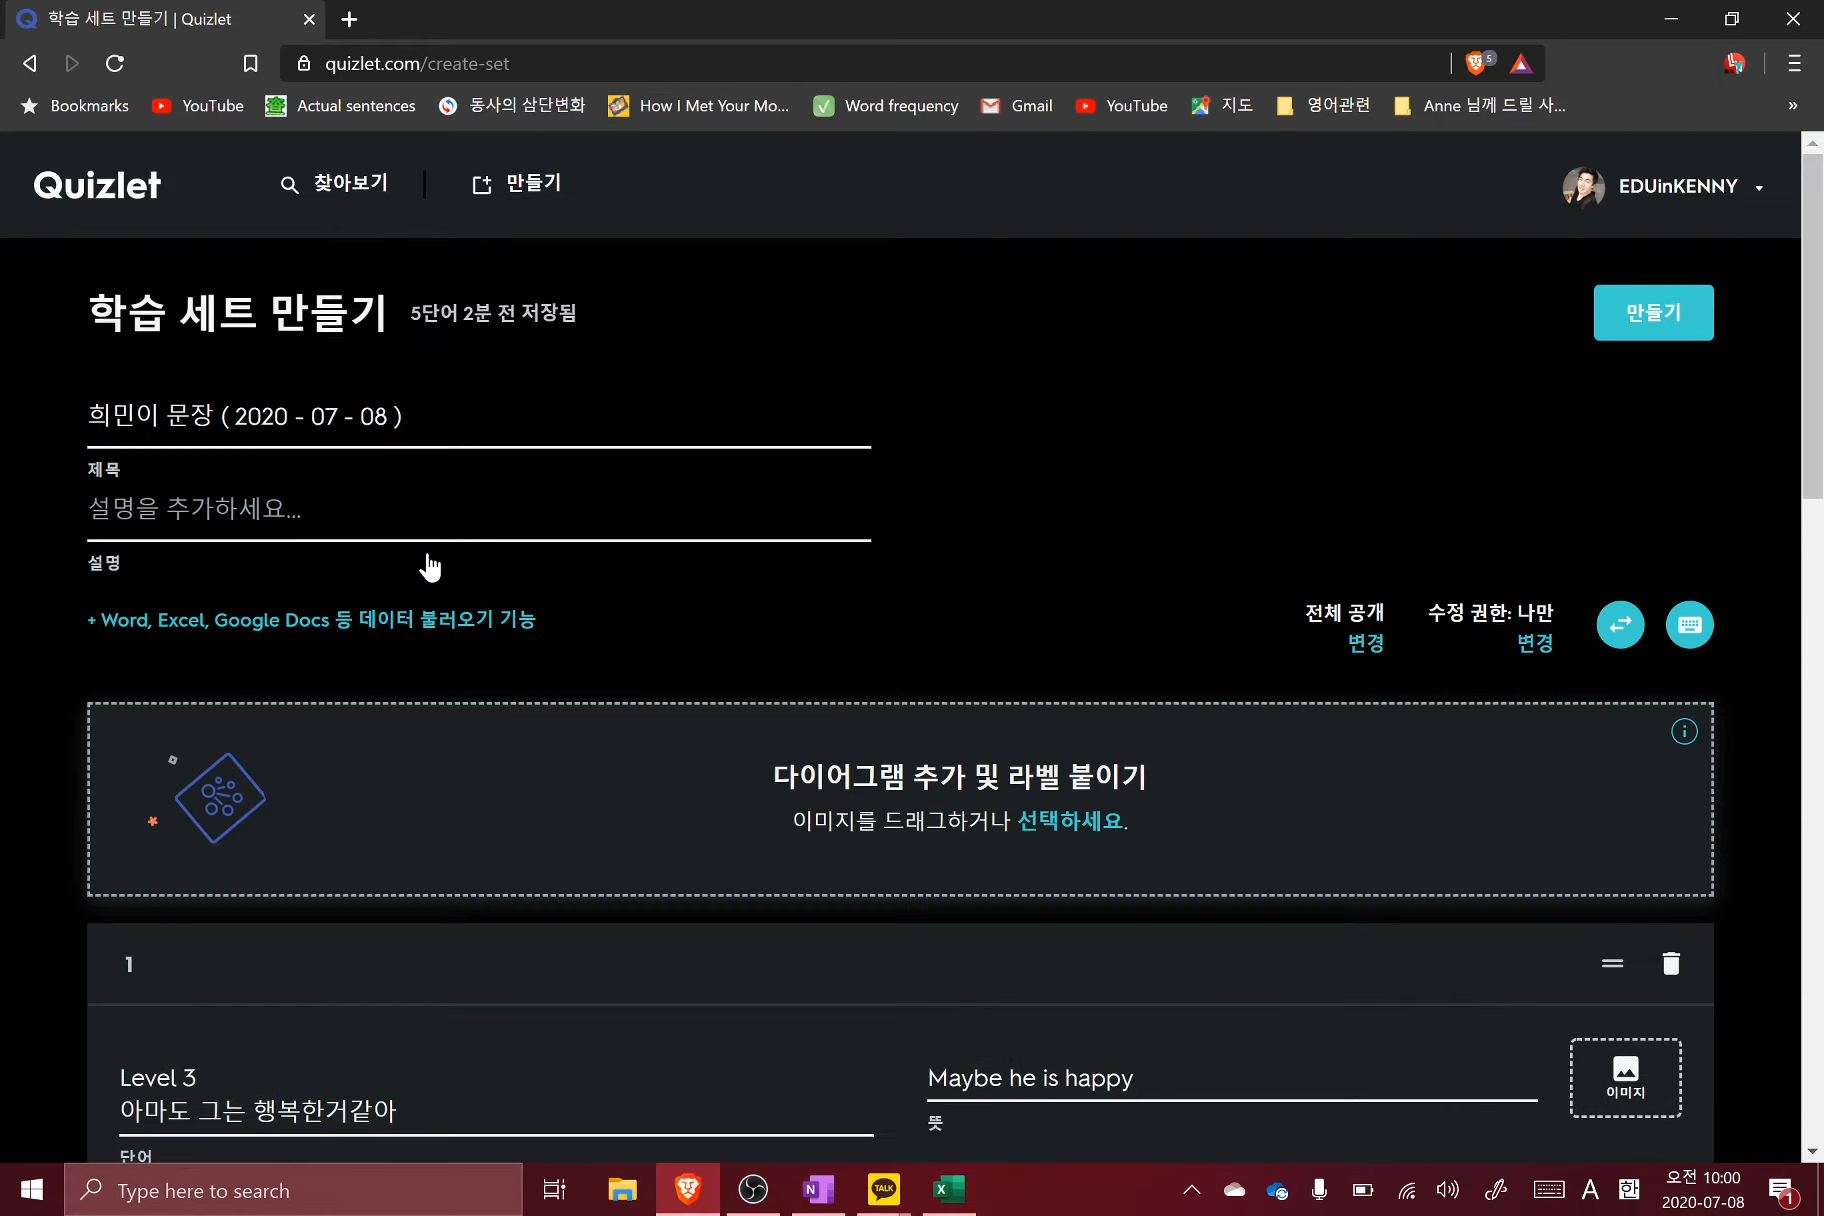 학습 세트 만들기 | Quizlet
quizlet.com/create-set
5
Bookmarks YouTube Actual sentences 동사의 삼단변화 How I Met Your Mo... Word frequency Gmail YouTube 지도 영어관련 Anne 님께 드릴 사... »
Quizlet 찾아보기 만들기 EDUinKENNY
학습 세트 만들기 5단어 2분 전 저장됨 만들기
희민이 문장 ( 2020 - 07 - 08 )
제목
설명을 추가하세요...
설명
+ Word, Excel, Google Docs 등 데이터 불러오기 기능
전체 공개 수정 권한: 나만
변경 변경
다이어그램 추가 및 라벨 붙이기
이미지를 드래그하거나 선택하세요.
1
Level 3 Maybe he is happy
아마도 그는 행복한거같아
이미지
뜻
단어
Type here to search
N TALK X A 한
오전 10:00
2020-07-08
1